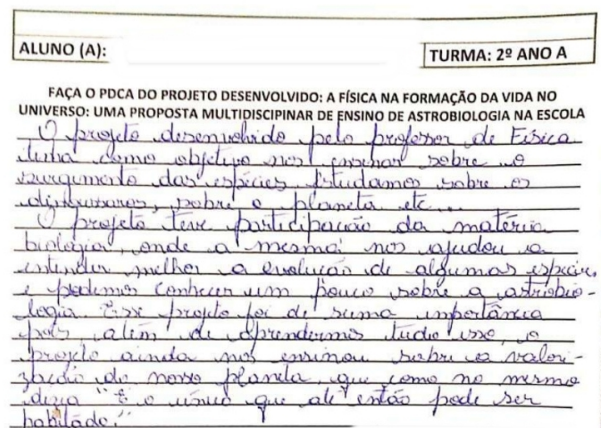 ALUNO (A):
TURMA: 2º ANO A
FAÇA O PDCA DO PROJETO DESENVOLVIDO: A FÍSICA NA FORMAÇÃO DA VIDA NO
UNIVERSO: UMA PROPOSTA MULTIDISCIPINAR DE ENSINO DE ASTROBIOLOGIA NA ESCOLA
O projeto desenvolvido pelo professor de Física
tinha como objetivo nos ensinar sobre o
surgimento das espécies, Estudamos sobre os
dinossauros, sobre o planeta etc...
O projeto teve participação da matéria
biologia, onde a mesma nos ajudou a
entender melhor a evolução de algumas espécies,
e podemos conhecer um pouco sobre a astrobio-
logia. Esse projeto foi de suma importância
pois além de aprendermos tudo isso, o
projeto ainda nos ensinou sobre a valori-
zação do nosso planeta, que como no mesmo
dizia "É o único que até então pode ser
habitado."